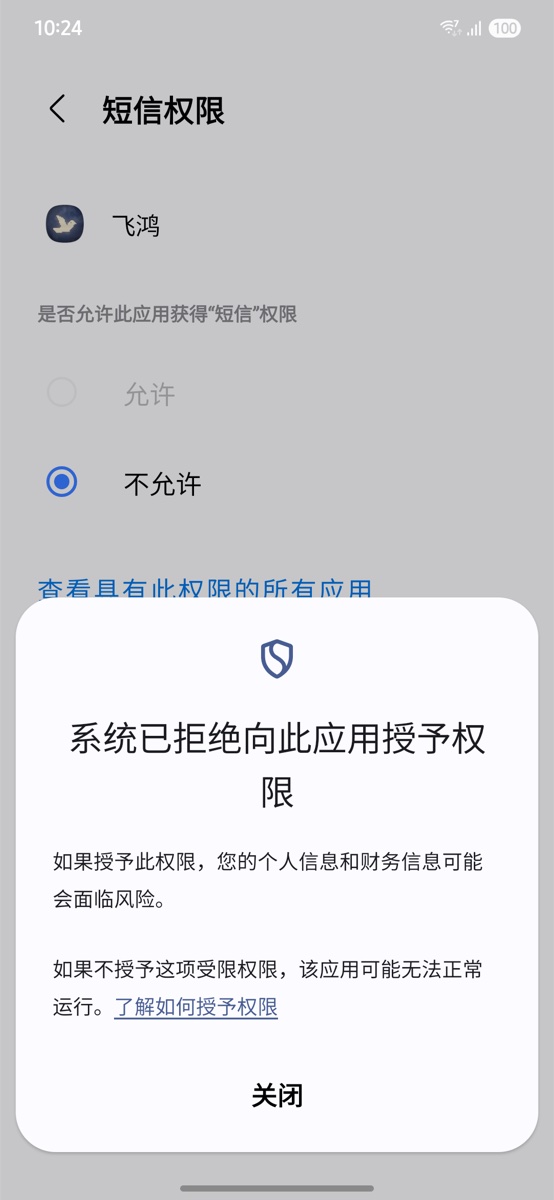 10:24
100
短信权限
飞鸿
是否允许此应用获得“短信”权限
允许
不允许
查看具有此权限的所有应用
系统已拒绝向此应用授予权
限
如果授予此权限，您的个人信息和财务信息可能
会面临风险。
如果不授予这项受限权限，该应用可能无法正常
运行。了解如何授予权限
关闭